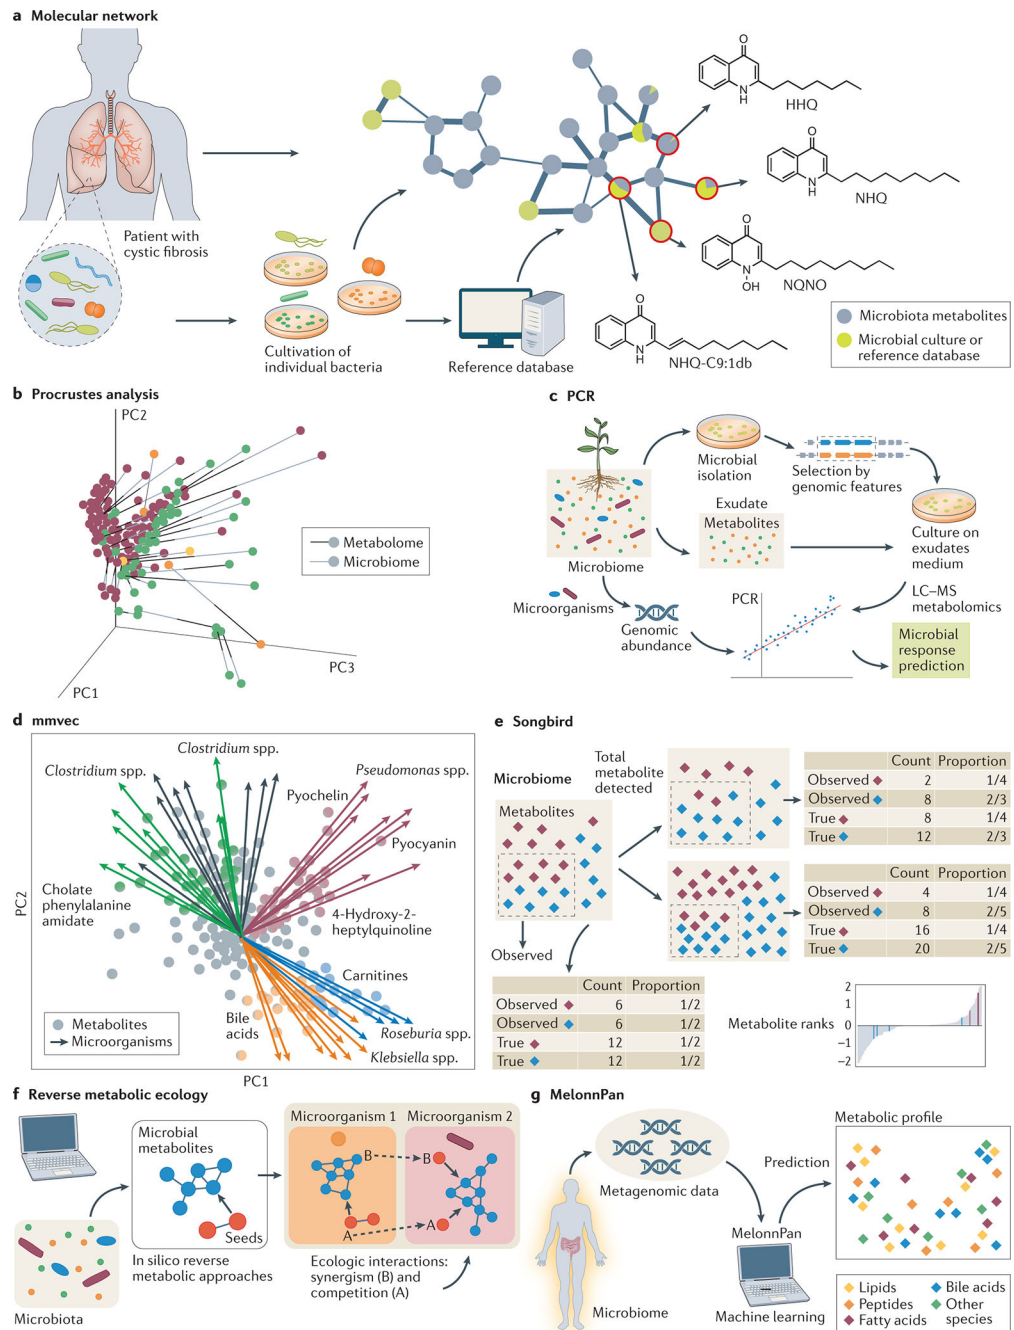 a Molecular network
O
N
H
HHQ
O
N
H
NHQ
O
N
OH
NQNO
O
N
H
NHQ-C9:1db
Patient with
cystic fibrosis
Cultivation of
individual bacteria
Reference database
Microbiota metabolites
Microbial culture or
reference database
b Procrustes analysis
PC2
PC3
PC1
Metabolome
Microbiome
c PCR
Microbial
isolation
Selection by
genomic features
Exudate
Metabolites
Culture on
exudates
medium
Microbiome
Microorganisms
Genomic
abundance
PCR
LC–MS
metabolomics
Microbial
response
prediction
d mmvec
Clostridium spp.
Clostridium spp.
Pseudomonas spp.
Pyochelin
Pyocyanin
Cholate
phenylalanine
amidate
4-Hydroxy-2-
heptylquinoline
Carnitines
Bile
acids
Roseburia spp.
Klebsiella spp.
Metabolites
Microorganisms
PC2
PC1
e Songbird
Microbiome
Metabolites
Total
metabolite
detected
Observed
Count Proportion
Observed 2 1/4
Observed 8 2/3
True 8 1/4
True 12 2/3
Count Proportion
Observed 4 1/4
Observed 8 2/5
True 16 1/4
True 20 2/5
Count Proportion
Observed 6 1/2
Observed 6 1/2
True 12 1/2
True 12 1/2
Metabolite ranks
2
1
0
−1
−2
f Reverse metabolic ecology
Microbial
metabolites
Seeds
In silico reverse
metabolic approaches
Microbiota
Microorganism 1
Microorganism 2
B
B
A
A
Ecologic interactions:
synergism (B) and
competition (A)
g MelonnPan
Metagenomic data
Microbiome
Prediction
MelonnPan
Machine learning
Metabolic profile
Lipids
Peptides
Fatty acids
Bile acids
Other
species